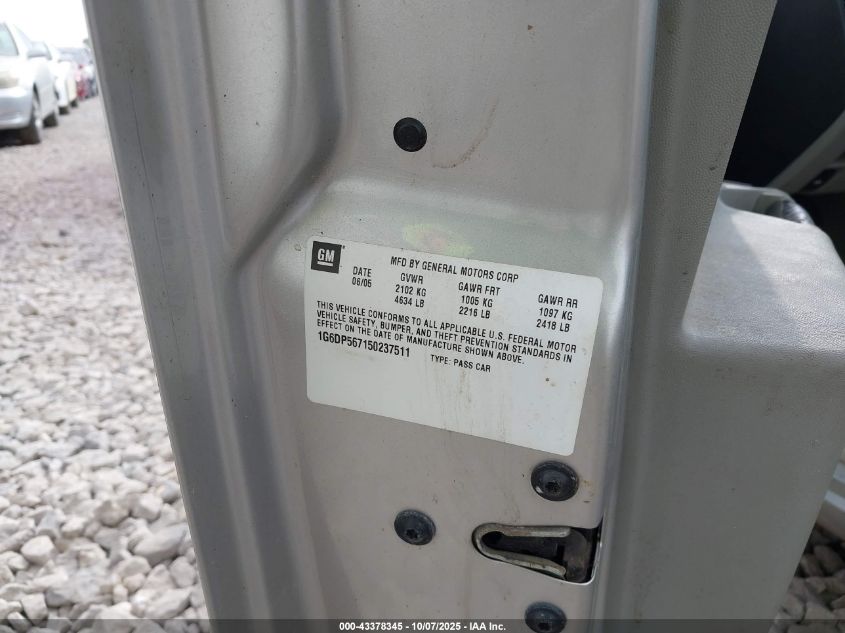 GM
MFD BY GENERAL MOTORS CORP
DATE GVWR GAWR FRT GAWR RR
06/05 2102 KG 1005 KG 1097 KG
4634 LB 2216 LB 2418 LB
THIS VEHICLE CONFORMS TO ALL APPLICABLE U.S. FEDERAL MOTOR
VEHICLE SAFETY, BUMPER, AND THEFT PREVENTION STANDARDS IN
EFFECT ON THE DATE OF MANUFACTURE SHOWN ABOVE.
1G6DP567150237511 TYPE: PASS CAR
000-43378345 - 10/07/2025 - IAA Inc.